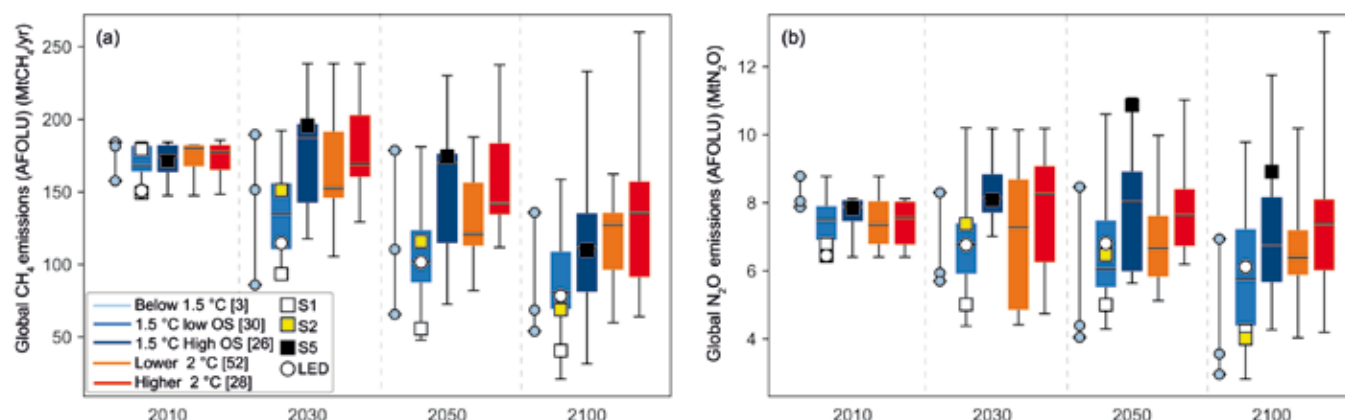 (a)
Global CH₄ emissions (AFOLU) (MtCH₄/yr)
250
200
150
100
50
Below 1.5 °C [3]
1.5 °C low OS [30]
1.5 °C High OS [26]
Lower 2 °C [52]
Higher 2 °C [28]
S1
S2
S5
LED
2010 2030 2050 2100
(b)
Global N₂O emissions (AFOLU) (MtN₂O)
12
10
8
6
4
2010 2030 2050 2100